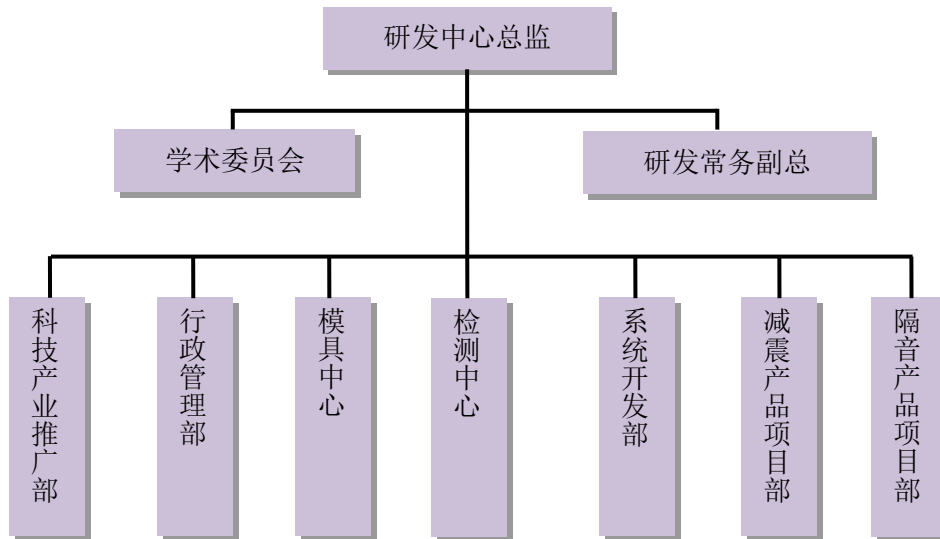 研发中心总监
学术委员会
研发常务副总
科技产业推广部
行政管理部
模具中心
检测中心
系统开发部
减震产品项目部
隔音产品项目部